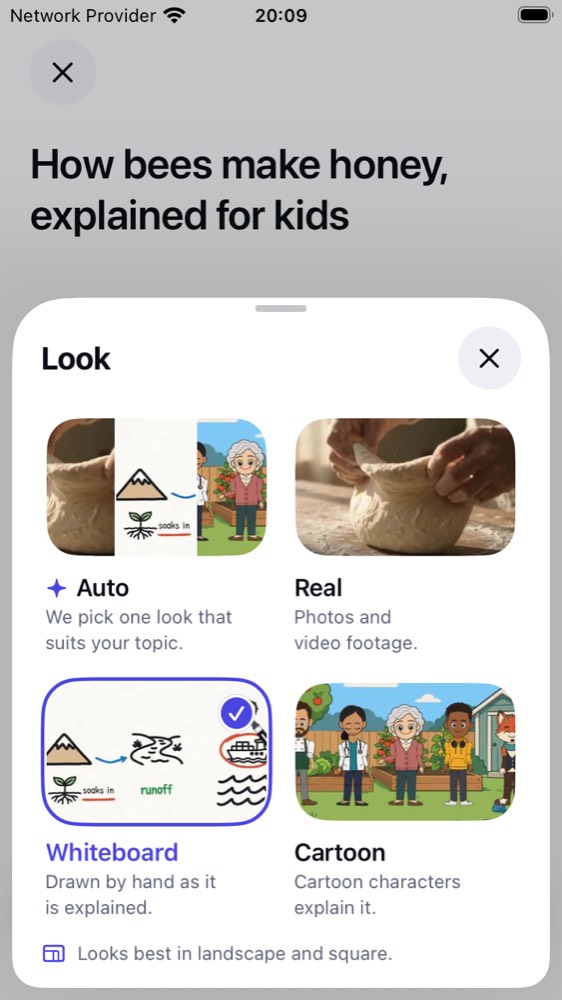 Network Provider 20:09
How bees make honey,
explained for kids
Look
soaks in
Auto
We pick one look that
suits your topic.
Real
Photos and
video footage.
soaks in
runoff
Whiteboard
Drawn by hand as it
is explained.
Cartoon
Cartoon characters
explain it.
Looks best in landscape and square.